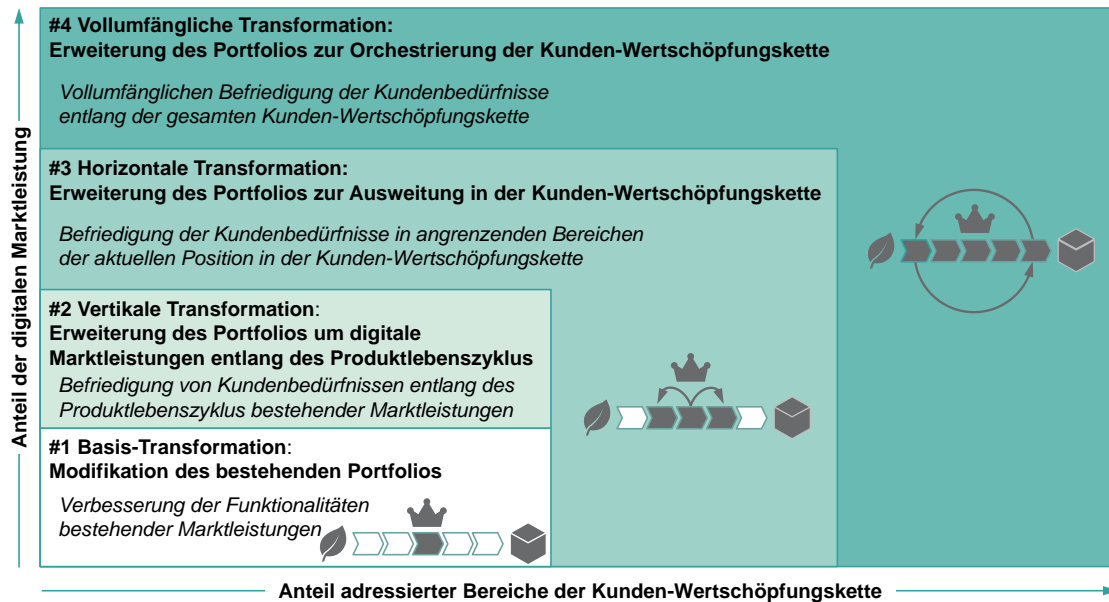 #4 Vollumfängliche Transformation:
Erweiterung des Portfolios zur Orchestrierung der Kunden-Wertschöpfungskette
Vollumfänglichen Befriedigung der Kundenbedürfnisse
entlang der gesamten Kunden-Wertschöpfungskette
#3 Horizontale Transformation:
Erweiterung des Portfolios zur Ausweitung in der Kunden-Wertschöpfungskette
Befriedigung der Kundenbedürfnisse in angrenzenden Bereichen
der aktuellen Position in der Kunden-Wertschöpfungskette
#2 Vertikale Transformation:
Erweiterung des Portfolios um digitale
Marktleistungen entlang des Produktlebenszyklus
Befriedigung von Kundenbedürfnissen entlang des
Produktlebenszyklus bestehender Marktleistungen
#1 Basis-Transformation:
Modifikation des bestehenden Portfolios
Verbesserung der Funktionalitäten
bestehender Marktleistungen
Anteil der digitalen Marktleistung
Anteil adressierter Bereiche der Kunden-Wertschöpfungskette